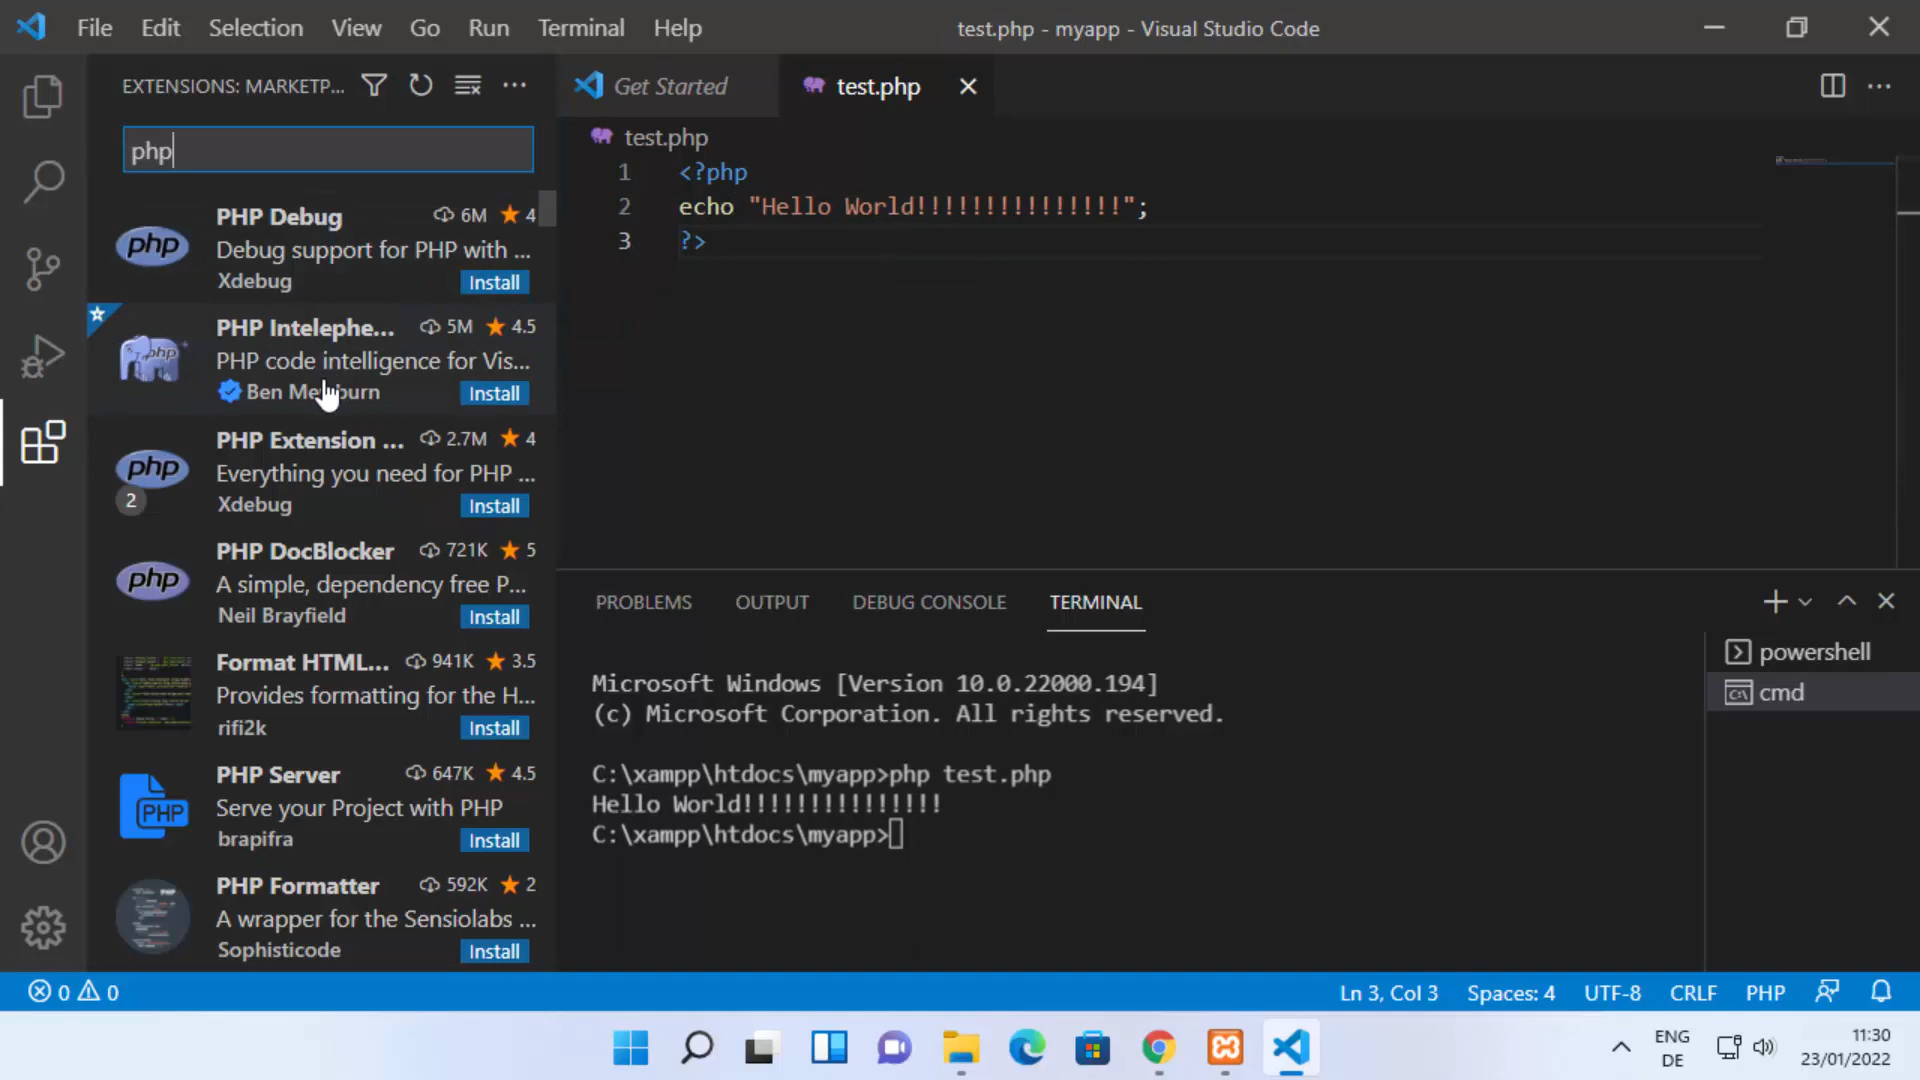 File Edit Selection View Go Run Terminal Help
test.php - myapp - Visual Studio Code
EXTENSIONS: MARKETP...
php
PHP Debug 6M 4
Debug support for PHP with ...
Xdebug Install
PHP Intelephe... 5M 4.5
PHP code intelligence for Vis...
Ben Mewburn Install
PHP Extension ... 2.7M 4
Everything you need for PHP ...
2 Xdebug Install
PHP DocBlocker 721K 5
A simple, dependency free P...
Neil Brayfield Install
Format HTML... 941K 3.5
Provides formatting for the H...
rifi2k Install
PHP Server 647K 4.5
Serve your Project with PHP
brapifra Install
PHP Formatter 592K 2
A wrapper for the Sensiolabs ...
Sophisticode Install
Get Started test.php
test.php
1 <?php
2 echo "Hello World!!!!!!!!!!!!!!!";
3 ?>
PROBLEMS OUTPUT DEBUG CONSOLE TERMINAL
Microsoft Windows [Version 10.0.22000.194]
(c) Microsoft Corporation. All rights reserved.
C:\xampp\htdocs\myapp>php test.php
Hello World!!!!!!!!!!!!!!!
C:\xampp\htdocs\myapp>
powershell
cmd
0 0
Ln 3, Col 3 Spaces: 4 UTF-8 CRLF PHP
ENG
DE
11:30
23/01/2022